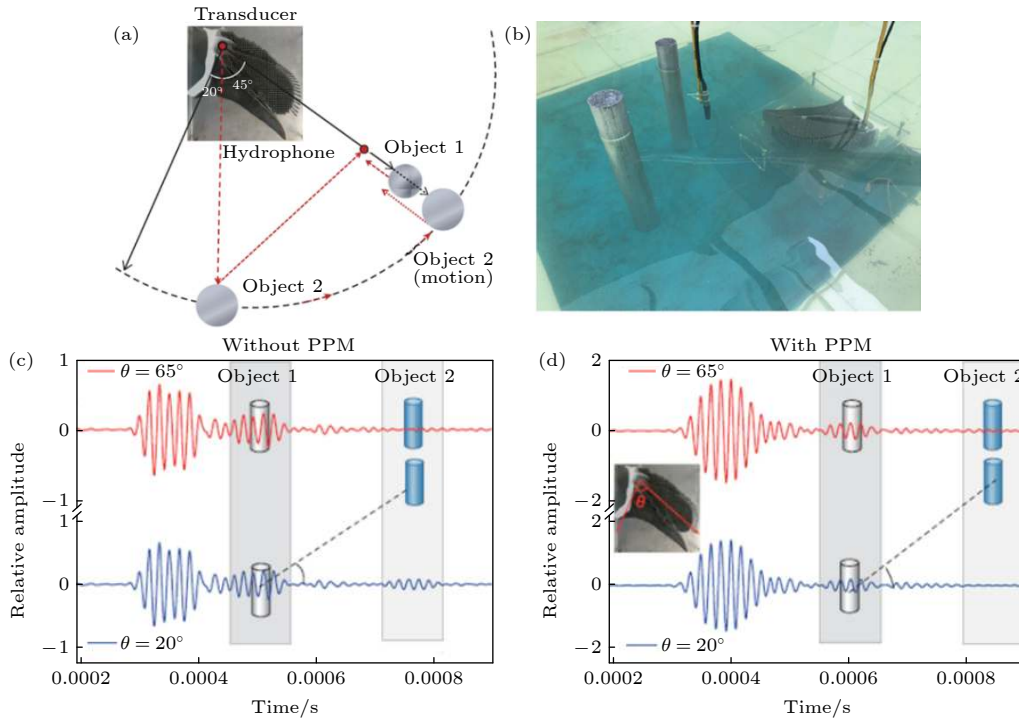 Transducer
(a)
45°
20°
Hydrophone
Object 1
Object 2
(motion)
Object 2
(b)
(c)
Without PPM
1
θ = 65°
Object 1
Object 2
0
−1
1
0
−1
θ = 20°
Relative amplitude
0.0002
0.0004
0.0006
0.0008
Time/s
(d)
With PPM
2
θ = 65°
Object 1
Object 2
0
−2
θ
2
0
−2
θ = 20°
Relative amplitude
0.0002
0.0004
0.0006
0.0008
Time/s